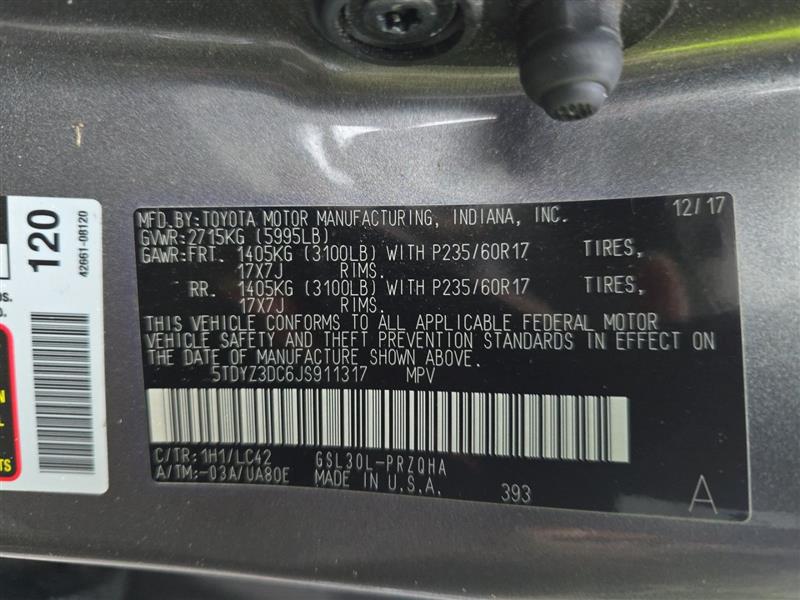 MFD.BY:TOYOTA MOTOR MANUFACTURING, INDIANA, INC. 12/17
GVWR:2715KG (5995LB)
GAWR:FRT. 1405KG (3100LB) WITH P235/60R17 TIRES,
17X7J RIMS.
RR. 1405KG (3100LB) WITH P235/60R17 TIRES,
17X7J RIMS.
THIS VEHICLE CONFORMS TO ALL APPLICABLE FEDERAL MOTOR
VEHICLE SAFETY AND THEFT PREVENTION STANDARDS IN EFFECT ON
THE DATE OF MANUFACTURE SHOWN ABOVE.
5TDYZ3DC6JS911317 MPV
C/TR:1H1/LC42 GSL30L-PRZQHA
A/TM:-03A/UA80E MADE IN U.S.A. 393 A
120
42661-08120